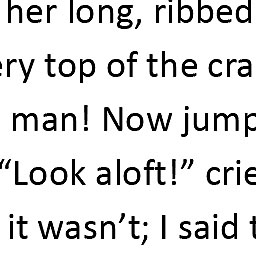 her long, ribbed
ery top of the cra
man! Now jump
“Look aloft!” crie
it wasn’t; I said t